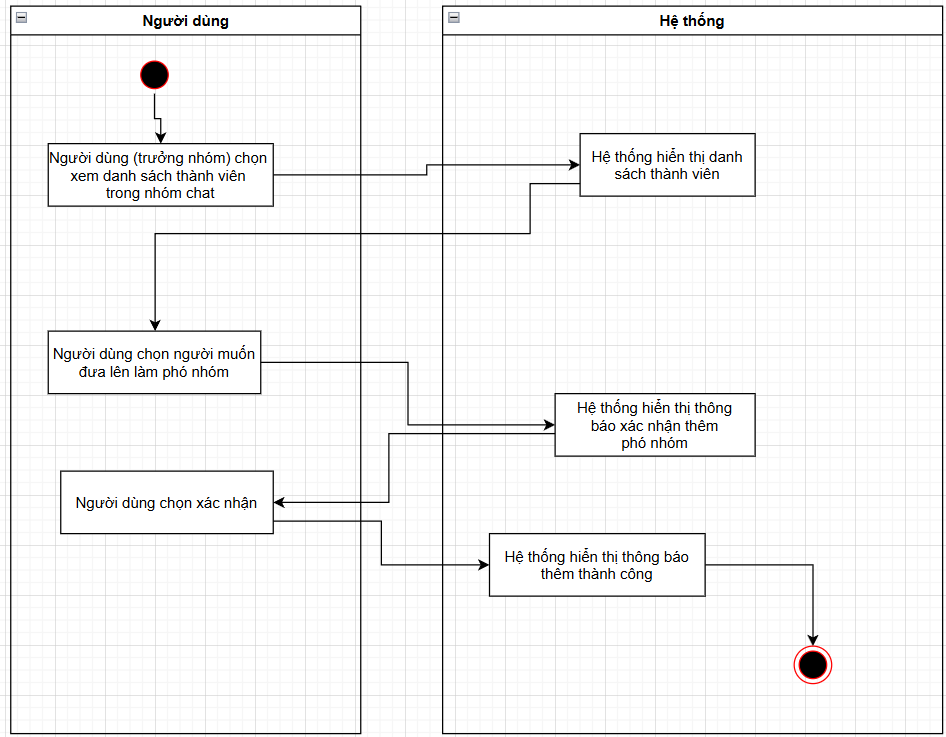 Người dùng
Hệ thống
Người dùng (trưởng nhóm) chọn
xem danh sách thành viên
trong nhóm chat
Hệ thống hiển thị danh
sách thành viên
Người dùng chọn người muốn
đưa lên làm phó nhóm
Hệ thống hiển thị thông
báo xác nhận thêm
phó nhóm
Người dùng chọn xác nhận
Hệ thống hiển thị thông báo
thêm thành công